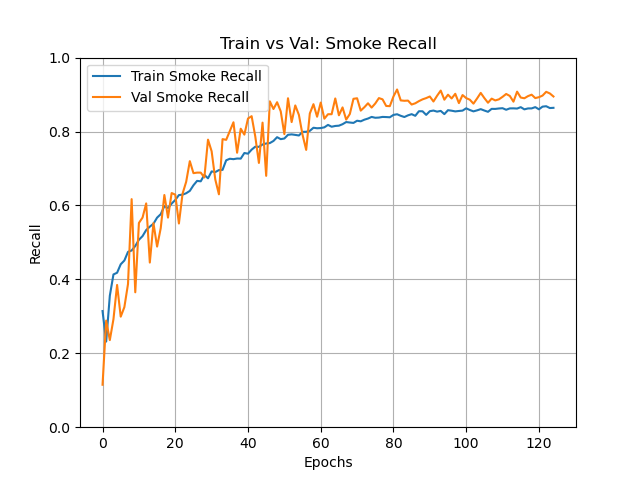 Train vs Val: Smoke Recall
Train Smoke Recall
Val Smoke Recall
1.0
0.8
0.6
0.4
0.2
0.0
Recall
0 20 40 60 80 100 120
Epochs